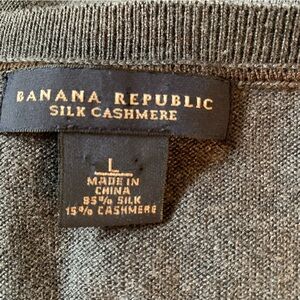 BANANA REPUBLIC
SILK CASHMERE
L
MADE IN
CHINA
85% SILK
15% CASHMERE